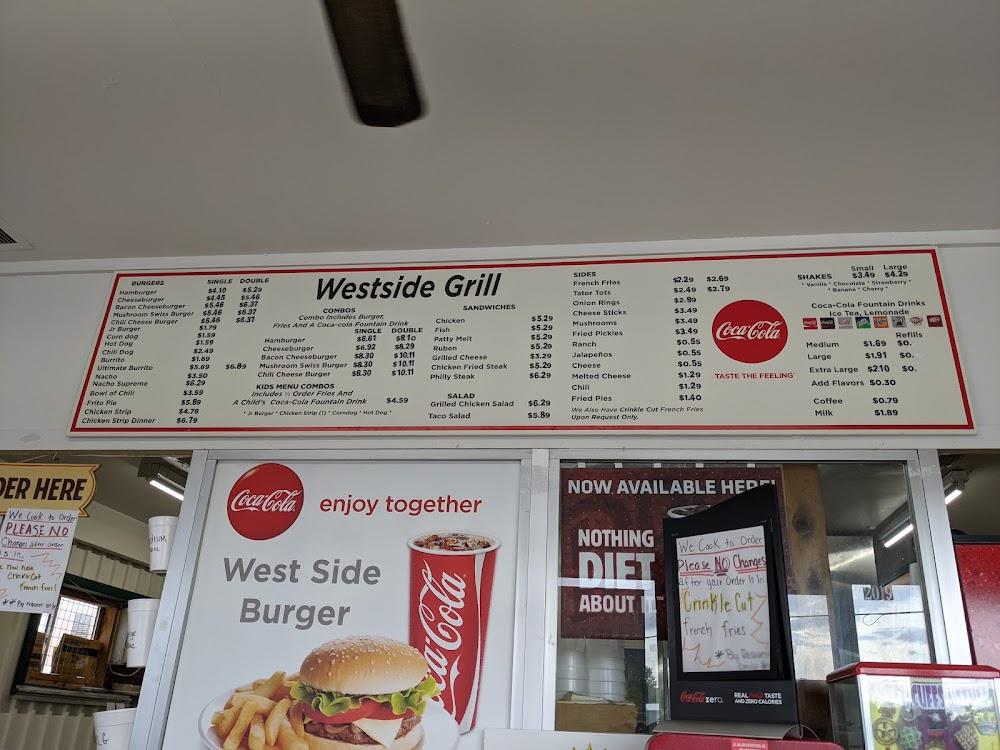 Westside Grill
BURGERS SINGLE DOUBLE
Hamburger $4.10 $5.29
Cheeseburger $4.45 $5.46
Bacon Cheeseburger $5.46 $6.37
Mushroom Swiss Burger $5.46 $6.37
Chili Cheese Burger $5.46 $6.37
Jr Burger $1.79
Corn dog $1.59
Hot Dog $1.59
Chili Dog $2.49
Burrito $1.69
Ultimate Burrito $5.69 $6.89
Nacho $3.50
Nacho Supreme $6.29
Bowl of Chili $3.59
Frito Pie $5.89
Chicken Strip $4.78
Chicken Strip Dinner $6.79
COMBOS
Combo Includes Burger,
Fries And A Coca-cola Fountain Drink
SINGLE DOUBLE
Hamburger $6.61 $8.10
Cheeseburger $6.92 $8.29
Bacon Cheeseburger $8.30 $10.11
Mushroom Swiss Burger $8.30 $10.11
Chili Cheese Burger $8.30 $10.11
KIDS MENU COMBOS
Includes ½ Order Fries And
A Child's Coca-Cola Fountain Drink $4.59
* Jr Burger * Chicken Strip (1) * Corndog * Hot Dog *
SANDWICHES
Chicken $5.29
Fish $5.29
Patty Melt $5.29
Ruben $5.29
Grilled Cheese $3.29
Chicken Fried Steak $5.29
Philly Steak $6.29
SALAD
Grilled Chicken Salad $6.29
Taco Salad $5.89
SIDES
French Fries $2.29 $2.69
Tator Tots $2.49 $2.79
Onion Rings $2.89
Cheese Sticks $3.49
Mushrooms $3.49
Fried Pickles $3.49
Ranch $0.55
Jalapeños $0.55
Cheese $0.55
Melted Cheese $1.29
Chili $1.29
Fried Pies $1.40
We Also Have Crinkle Cut French Fries
Upon Request Only.
Coca-Cola
TASTE THE FEELING
Small Large
SHAKES $3.49 $4.29
* Vanilla * Chocolate * Strawberry *
* Banana * Cherry *
Coca-Cola Fountain Drinks
Ice Tea, Lemonade
Refills
Medium $1.69 $0.
Large $1.91 $0.
Extra Large $2.10 $0.
Add Flavors $0.30
Coffee $0.79
Milk $1.89
DER HERE
We Cook to Order
PLEASE NO
Changes after order
is in.
Now Have
Crinkle Cut
french fries
** By request only
Coca-Cola
enjoy together
West Side
Burger
Coca-Cola
NOW AVAILABLE HERE!
NOTHING
DIET
ABOUT IT.
We Cook to Order
Please NO Changes
after your Order Is In
Crinkle Cut
french fries
* By Request
Coca-Cola zero.
REAL TASTE
AND ZERO CALORIES
2019